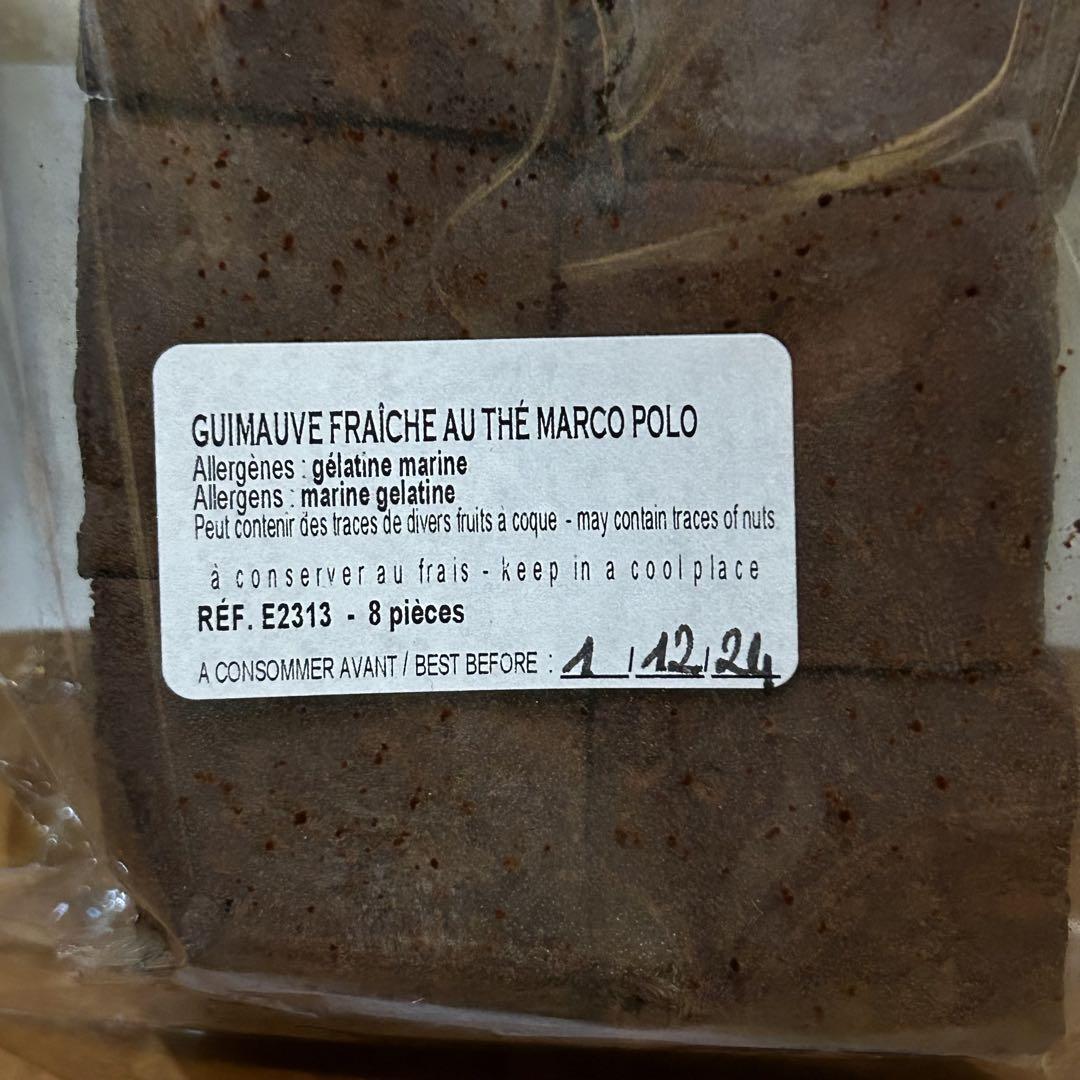 GUIMAUVE FRAÎCHE AU THÉ MARCO POLO
Allergènes : gélatine marine
Allergens : marine gelatine
Peut contenir des traces de divers fruits à coque - may contain traces of nuts
à conserver au frais - keep in a cool place
RÉF. E2313 - 8 pièces
A CONSOMMER AVANT / BEST BEFORE : 1 / 12 / 24